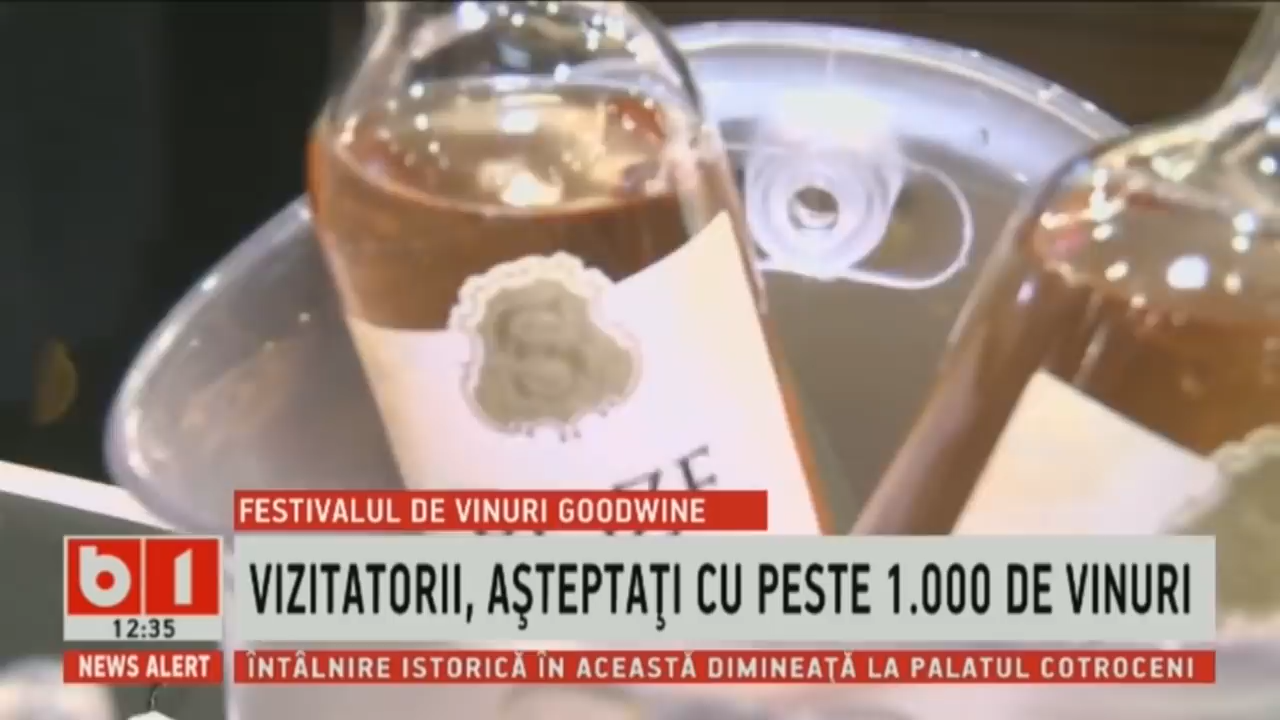 FESTIVALUL DE VINURI GOODWINE
b1
VIZITATORII, AŞTEPTAŢI CU PESTE 1.000 DE VINURI
12:35
NEWS ALERT
ÎNTÂLNIRE ISTORICĂ ÎN ACEASTĂ DIMINEAŢĂ LA PALATUL COTROCENI